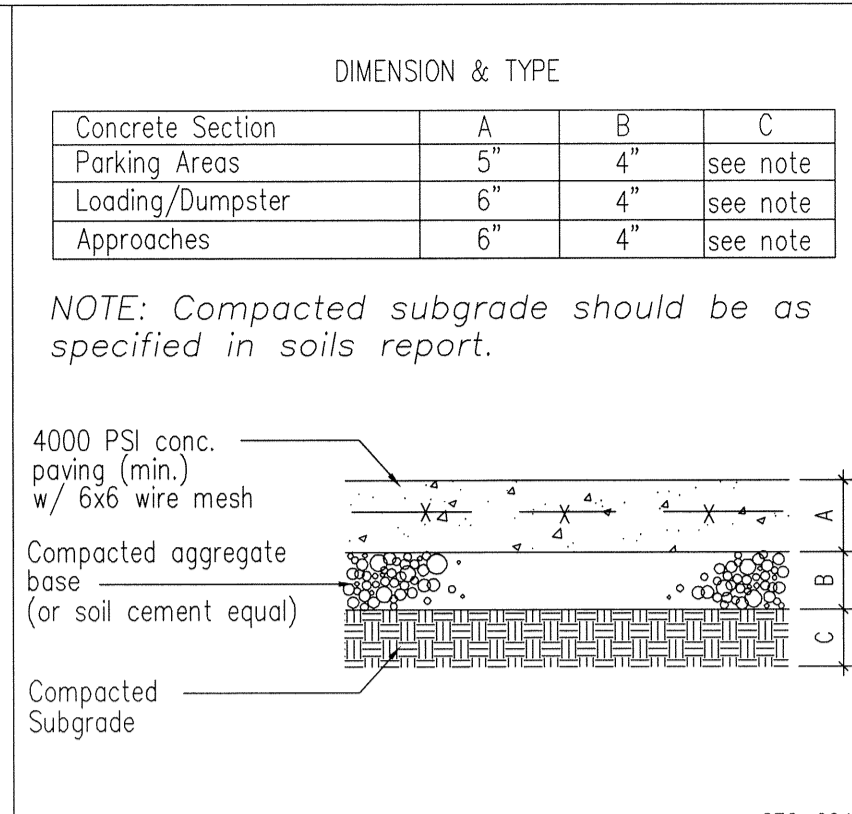 DIMENSION & TYPE
Concrete Section A B C
Parking Areas 5" 4" see note
Loading/Dumpster 6" 4" see note
Approaches 6" 4" see note
NOTE: Compacted subgrade should be as
specified in soils report.
4000 PSI conc.
paving (min.)
w/ 6x6 wire mesh
A
Compacted aggregate
base
(or soil cement equal)
B
C
Compacted
Subgrade